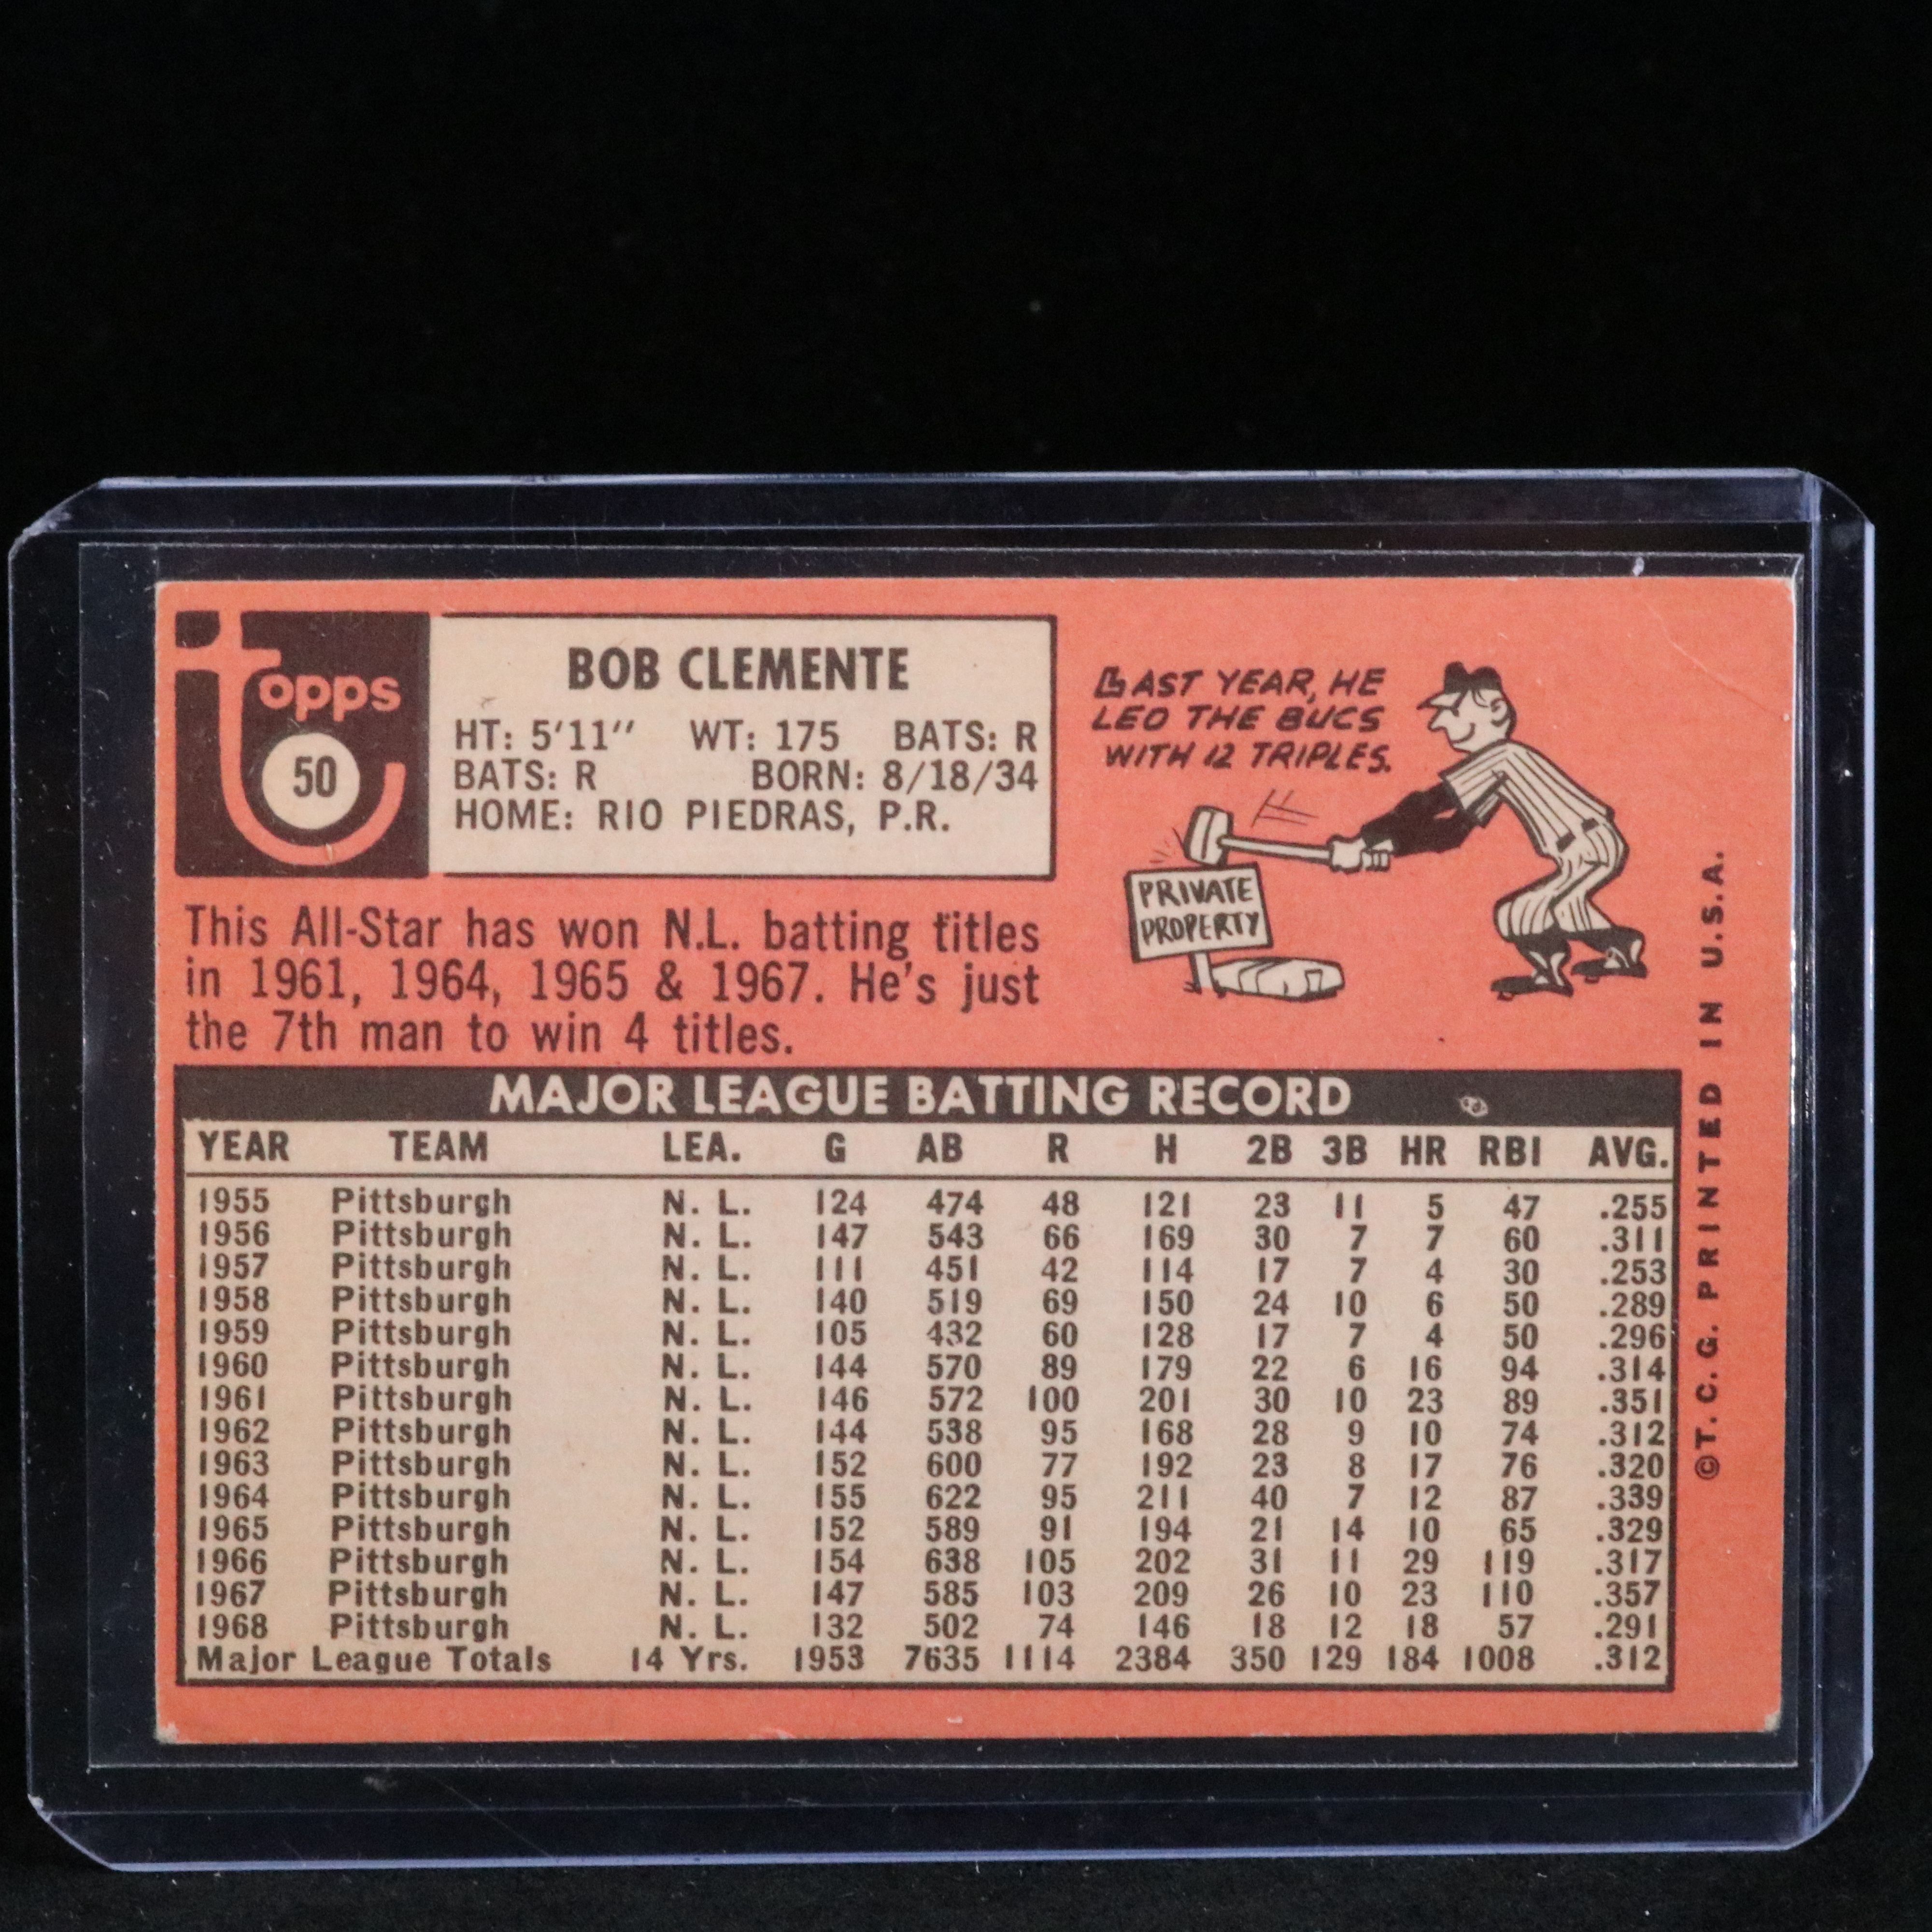 topps
50
BOB CLEMENTE
HT: 5'11" WT: 175 BATS: R
BATS: R BORN: 8/18/34
HOME: RIO PIEDRAS, P.R.
LAST YEAR, HE
LED THE BUCS
WITH 12 TRIPLES.
PRIVATE
PROPERTY
This All-Star has won N.L. batting titles
in 1961, 1964, 1965 & 1967. He's just
the 7th man to win 4 titles.
MAJOR LEAGUE BATTING RECORD
YEAR TEAM LEA. G AB R H 2B 3B HR RBI AVG.
1955 Pittsburgh N. L. 124 474 48 121 23 11 5 47 .255
1956 Pittsburgh N. L. 147 543 66 169 30 7 7 60 .311
1957 Pittsburgh N. L. 111 451 42 114 17 7 4 30 .253
1958 Pittsburgh N. L. 140 519 69 150 24 10 6 50 .289
1959 Pittsburgh N. L. 105 432 60 128 17 7 4 50 .296
1960 Pittsburgh N. L. 144 570 89 179 22 6 16 94 .314
1961 Pittsburgh N. L. 146 572 100 201 30 10 23 89 .351
1962 Pittsburgh N. L. 144 538 95 168 28 9 10 74 .312
1963 Pittsburgh N. L. 152 600 77 192 23 8 17 76 .320
1964 Pittsburgh N. L. 155 622 95 211 40 7 12 87 .339
1965 Pittsburgh N. L. 152 589 91 194 21 14 10 65 .329
1966 Pittsburgh N. L. 154 638 105 202 31 11 29 119 .317
1967 Pittsburgh N. L. 147 585 103 209 26 10 23 110 .357
1968 Pittsburgh N. L. 132 502 74 146 18 12 18 57 .291
Major League Totals 14 Yrs. 1953 7635 1114 2384 350 129 184 1008 .312
©T. C. G. PRINTED IN U.S.A.